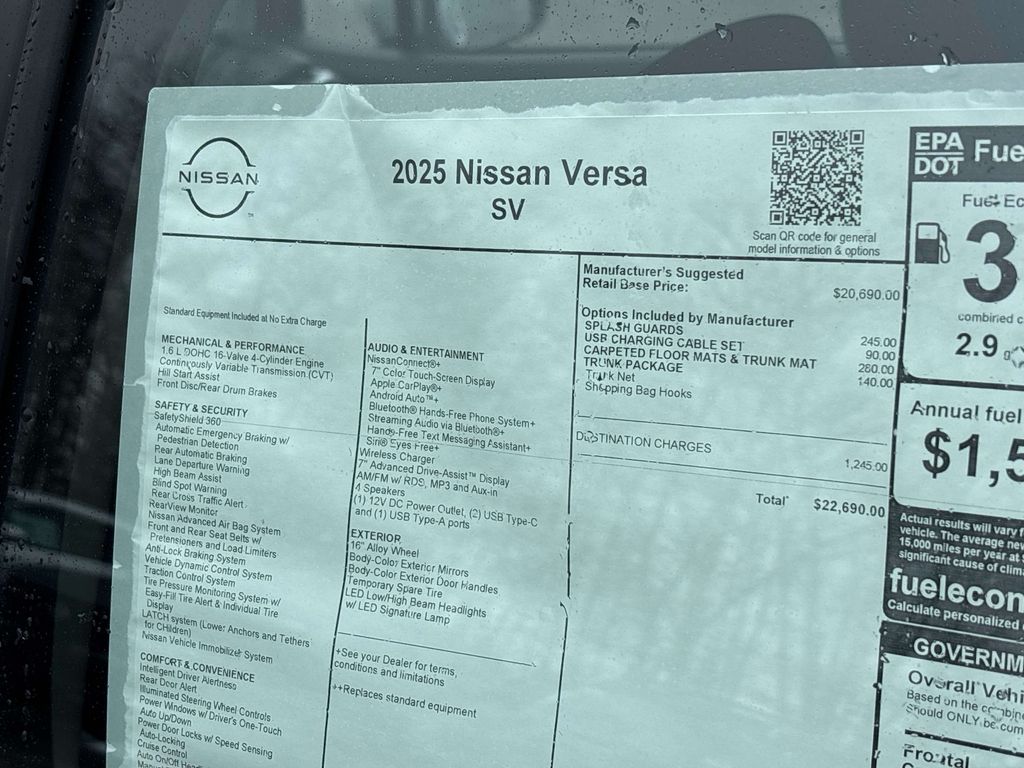 NISSAN
2025 Nissan Versa
SV
Scan QR code for general
model information & options
Standard Equipment Included at No Extra Charge
MECHANICAL & PERFORMANCE
1.6 L DOHC 16-Valve 4-Cylinder Engine
Continuously Variable Transmission (CVT)
Hill Start Assist
Front Disc/Rear Drum Brakes
SAFETY & SECURITY
SafetyShield 360
Automatic Emergency Braking w/
Pedestrian Detection
Rear Automatic Braking
Lane Departure Warning
High Beam Assist
Blind Spot Warning
Rear Cross Traffic Alert
RearView Monitor
Nissan Advanced Air Bag System
Front and Rear Seat Belts w/
Pretensioners and Load Limiters
Anti-Lock Braking System
Vehicle Dynamic Control System
Traction Control System
Tire Pressure Monitoring System w/
Easy-Fill Tire Alert & Individual Tire
Display
LATCH system (Lower Anchors and Tethers
for CHildren)
Nissan Vehicle Immobilizer System
COMFORT & CONVENIENCE
Intelligent Driver Alertness
Rear Door Alert
Illuminated Steering Wheel Controls
Power Windows w/ Driver's One-Touch
Auto Up/Down
Power Door Locks w/ Speed Sensing
Auto-Locking
Cruise Control
Auto On/Off
AUDIO & ENTERTAINMENT
NissanConnect®+
7" Color Touch-Screen Display
Apple CarPlay®+
Android Auto™+
Bluetooth® Hands-Free Phone System+
Streaming Audio via Bluetooth®+
Hands-Free Text Messaging Assistant+
Siri® Eyes Free+
Wireless Charger
7" Advanced Drive-Assist™ Display
AM/FM w/ RDS, MP3 and Aux-in
4 Speakers
(1) 12V DC Power Outlet, (2) USB Type-C
and (1) USB Type-A ports
EXTERIOR
16" Alloy Wheel
Body-Color Exterior Mirrors
Body-Color Exterior Door Handles
Temporary Spare Tire
LED Low/High Beam Headlights
w/ LED Signature Lamp
+See your Dealer for terms,
conditions and limitations
++Replaces standard equipment
Manufacturer's Suggested
Retail Base Price: $20,690.00
Options Included by Manufacturer
SPLASH GUARDS 245.00
USB CHARGING CABLE SET 90.00
CARPETED FLOOR MATS & TRUNK MAT 280.00
TRUNK PACKAGE 140.00
Trunk Net
Shopping Bag Hooks
DESTINATION CHARGES 1,245.00
Total* $22,690.00
EPA
DOT
Fuel Ec
3
combined c
2.9
Annual fuel
$1,5
Actual results will vary f
vehicle. The average new
15,000 miles per year at
significant cause of clima
fuelecon
Calculate personalized
GOVERNM
Overall Vehi
Based on the combin
Should ONLY be com
Frontal